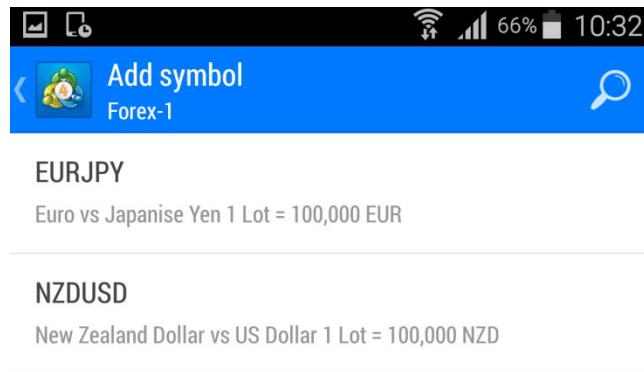 66% 10:32
Add symbol
4
Forex-1
EURJPY
Euro vs Japanise Yen 1 Lot = 100,000 EUR
NZDUSD
New Zealand Dollar vs US Dollar 1 Lot = 100,000 NZD